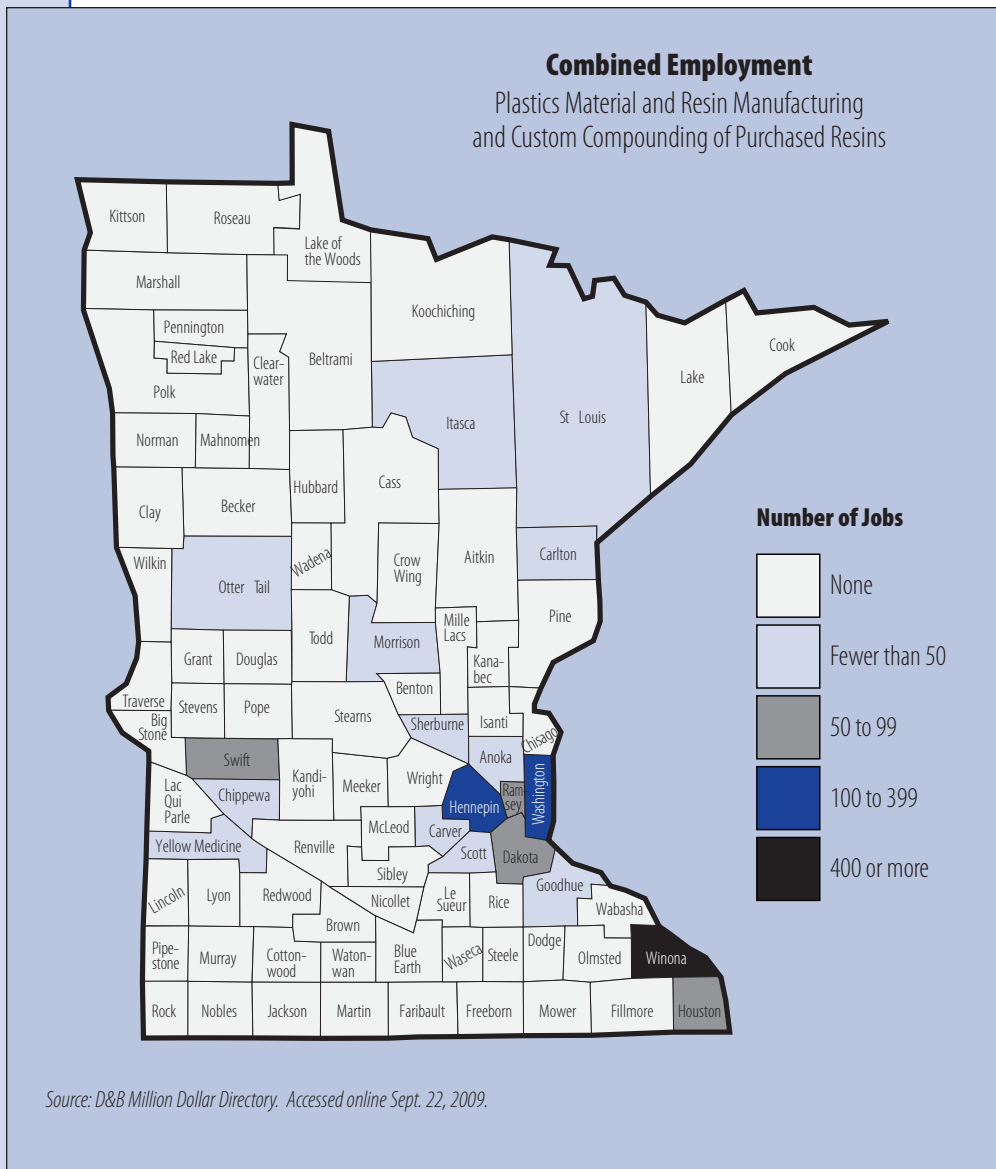 Combined Employment
Plastics Material and Resin Manufacturing
and Custom Compounding of Purchased Resins
Kittson
Roseau
Lake of
the Woods
Marshall
Koochiching
Pennington
Red Lake
Clear-
water
Beltrami
Polk
Cook
Lake
Itasca
St Louis
Norman
Mahnomen
Hubbard
Cass
Clay
Becker
Wilkin
Otter Tail
Wadena
Crow
Wing
Aitkin
Carlton
Pine
Todd
Morrison
Mille
Lacs
Kana-
bec
Grant
Douglas
Benton
Traverse
Big
Stone
Stevens
Pope
Stearns
Sherburne
Isanti
Chisago
Swift
Anoka
Lac
Qui
Parle
Chippewa
Kandi-
yohi
Meeker
Wright
Hennepin
Ram-
sey
Washington
Yellow Medicine
Renville
McLeod
Carver
Scott
Dakota
Sibley
Lincoln
Lyon
Redwood
Nicollet
Le
Sueur
Rice
Goodhue
Wabasha
Brown
Pipe-
stone
Murray
Cotton-
wood
Waton-
wan
Blue
Earth
Waseca
Steele
Dodge
Olmsted
Winona
Rock
Nobles
Jackson
Martin
Faribault
Freeborn
Mower
Fillmore
Houston
Number of Jobs
None
Fewer than 50
50 to 99
100 to 399
400 or more
Source: D&B Million Dollar Directory. Accessed online Sept. 22, 2009.